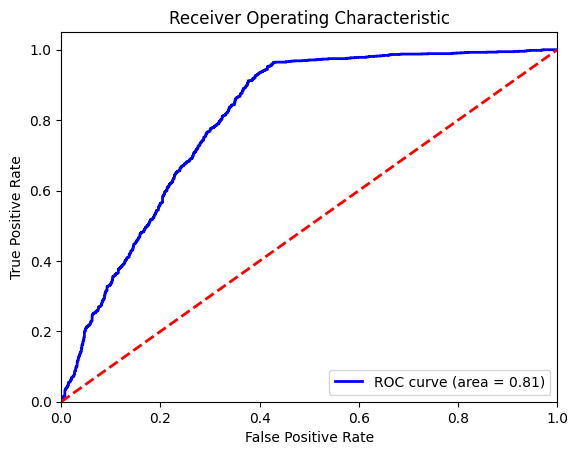 Receiver Operating Characteristic
True Positive Rate
1.0
0.8
0.6
0.4
0.2
0.0
ROC curve (area = 0.81)
0.0 0.2 0.4 0.6 0.8 1.0
False Positive Rate